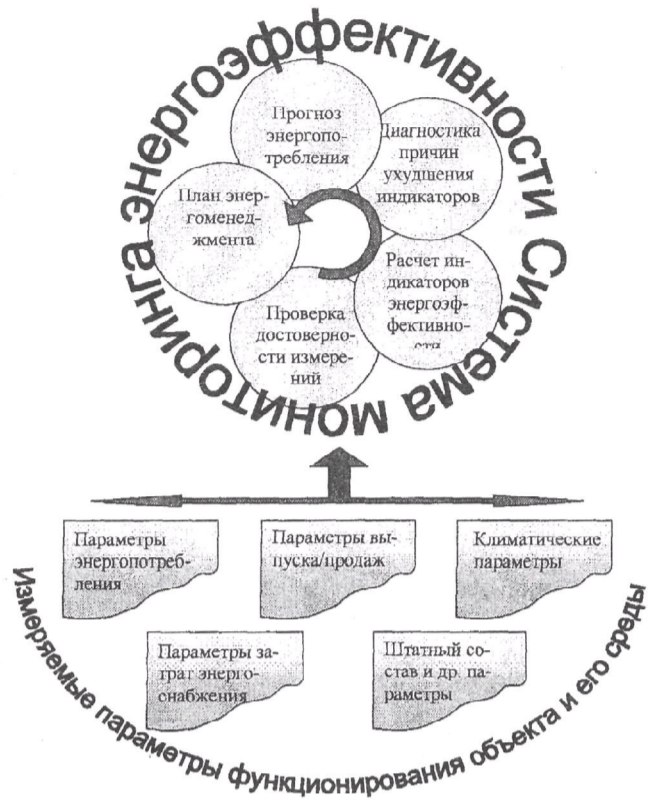 Система мониторинга энергоэффективности
Прогноз
энергопо-
требления
Диагностика
причин
ухудшения
индикаторов
План энер-
гоменед-
жмента
Расчет ин-
дикаторов
энергоэф-
фективно-
сти
Проверка
достоверно-
сти измере-
ний
Параметры
энергопотреб-
ления
Параметры вы-
пуска/продаж
Климатические
параметры
Параметры за-
трат энерго-
снабжения
Штатный со-
став и др. па-
раметры
Измеряемые параметры функционирования объекта и его среды